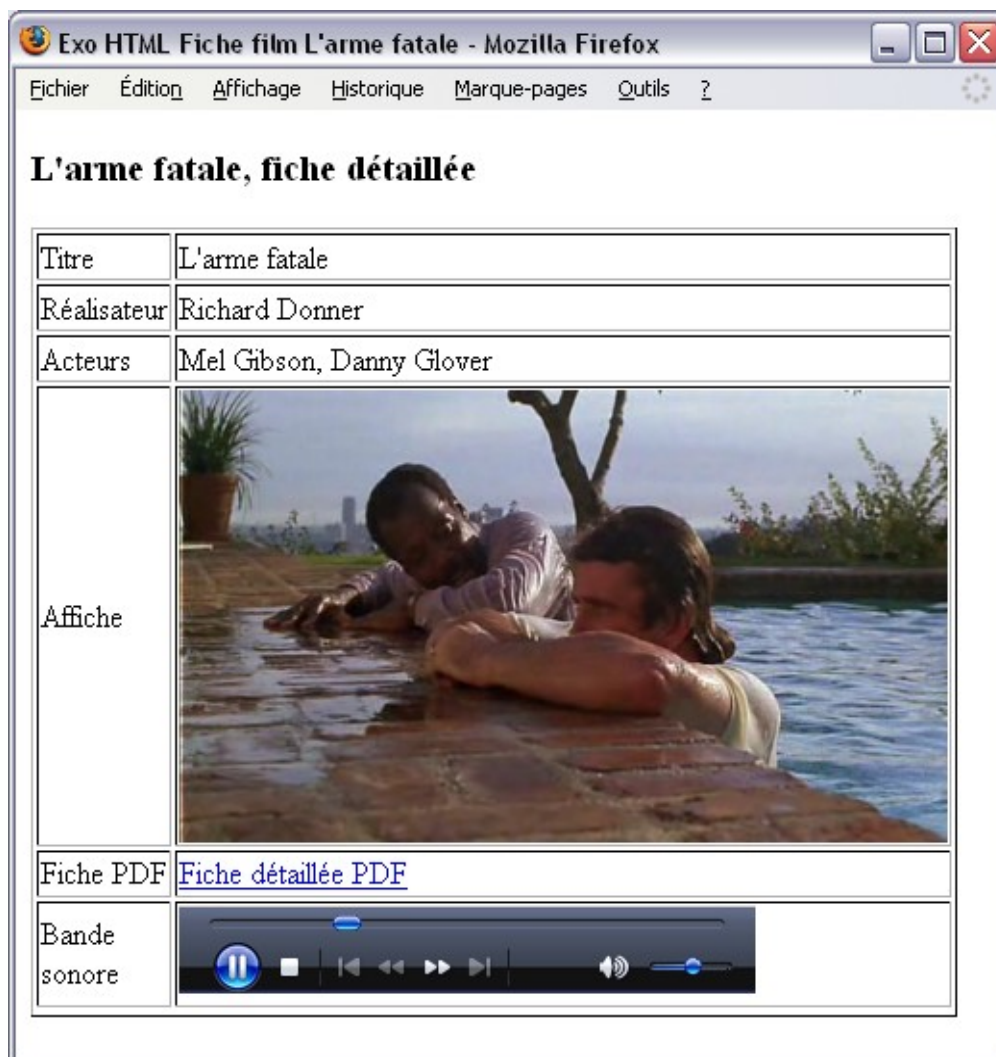 Exo HTML Fiche film L'arme fatale - Mozilla Firefox
Fichier Édition Affichage Historique Marque-pages Outils ?
L'arme fatale, fiche détaillée
Titre L'arme fatale
Réalisateur Richard Donner
Acteurs Mel Gibson, Danny Glover
Affiche
Fiche PDF Fiche détaillée PDF
Bande
sonore